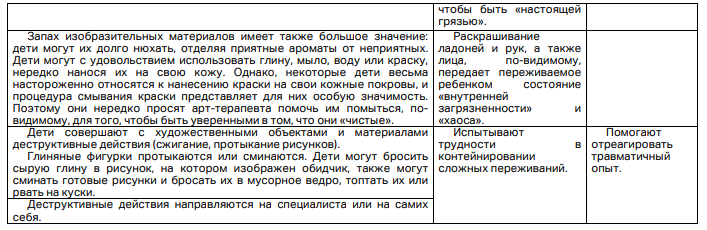 чтобы быть «настоящей
грязью».
Запах изобразительных материалов имеет также большое значение:
дети могут их долго нюхать, отделяя приятные ароматы от неприятных.
Дети могут с удовольствием использовать глину, мыло, воду или краску,
нередко нанося их на свою кожу. Однако, некоторые дети весьма
настороженно относятся к нанесению краски на свои кожные покровы, и
процедура смывания краски представляет для них особую значимость.
Поэтому они нередко просят арт-терапевта помочь им помыться, по-
видимому, для того, чтобы быть уверенными в том, что они «чистые».
Раскрашивание
ладоней и рук, а также
лица, по-видимому,
передает переживаемое
ребенком состояние
«внутренней
загрязненности» и
«хаоса».
Дети совершают с художественными объектами и материалами
деструктивные действия (сжигание, протыкание рисунков).
Глиняные фигурки протыкаются или сминаются. Дети могут бросить
сырую глину в рисунок, на котором изображен обидчик, также могут
сминать готовые рисунки и бросать их в мусорное ведро, топтать их или
рвать на куски.
Испытывают
трудности в
контейнировании
сложных переживаний.
Помогают
отреагировать
травматичный
опыт.
Деструктивные действия направляются на специалиста или на самих
себя.